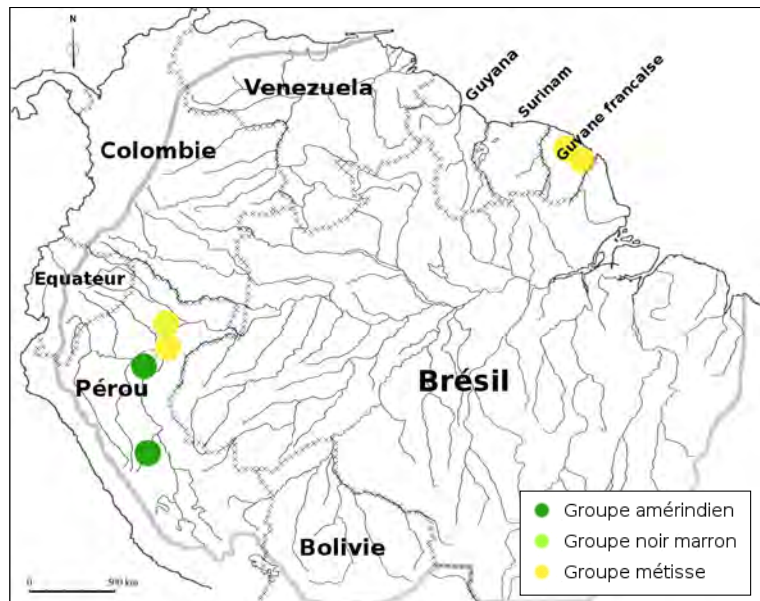 N
Venezuela
Guyana
Surinam
Guyane francaise
Colombie
Equateur
Pérou
Brésil
Bolivie
Groupe amérindien
Groupe noir marron
Groupe métisse
0 500 km